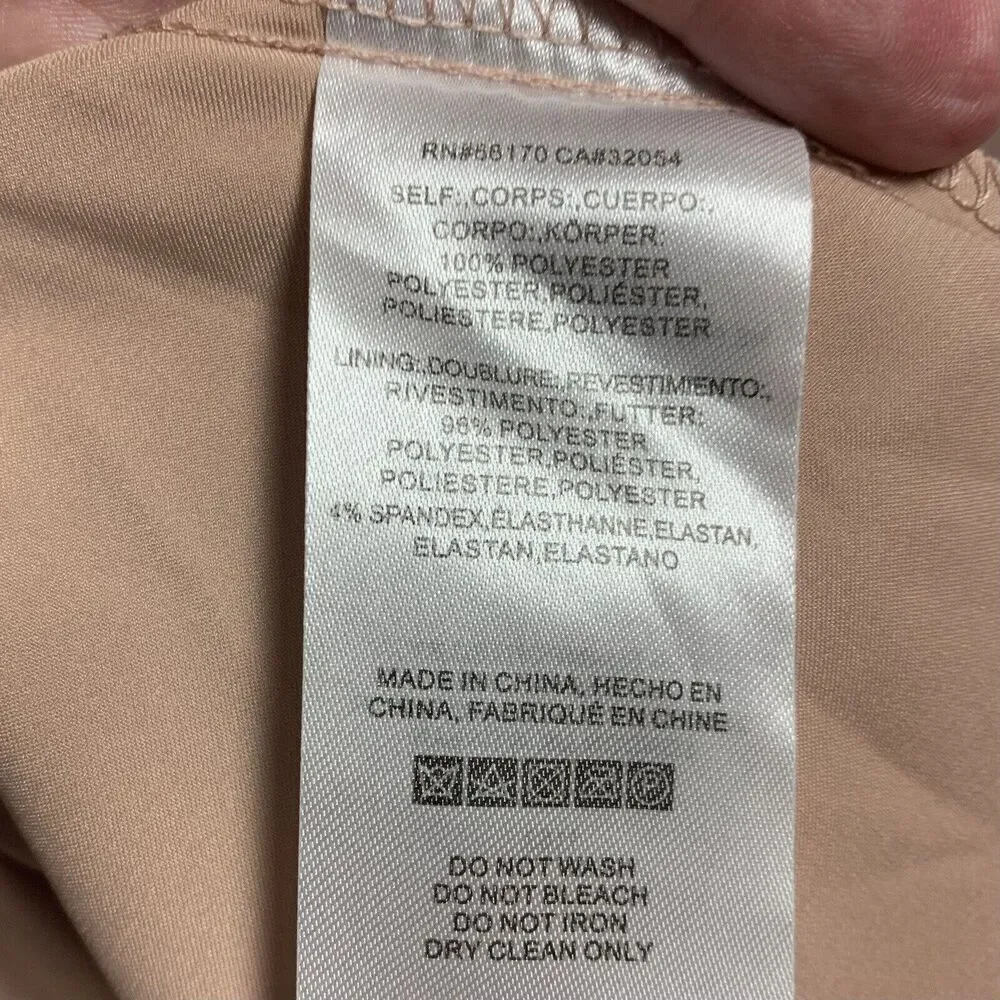 RN#66170 CA#32054
SELF:,CORPS:,CUERPO:,
CORPO:,KÖRPER:
100% POLYESTER
POLYESTER,POLIÉSTER,
POLIESTERE,POLYESTER
LINING:,DOUBLURE:,REVESTIMIENTO:,
RIVESTIMENTO:,FUTTER:
96% POLYESTER
POLYESTER,POLIÉSTER,
POLIESTERE,POLYESTER
4% SPANDEX,ÉLASTHANNE,ELASTAN,
ELASTAN,ELASTANO
MADE IN CHINA, HECHO EN
CHINA, FABRIQUÉ EN CHINE
DO NOT WASH
DO NOT BLEACH
DO NOT IRON
DRY CLEAN ONLY